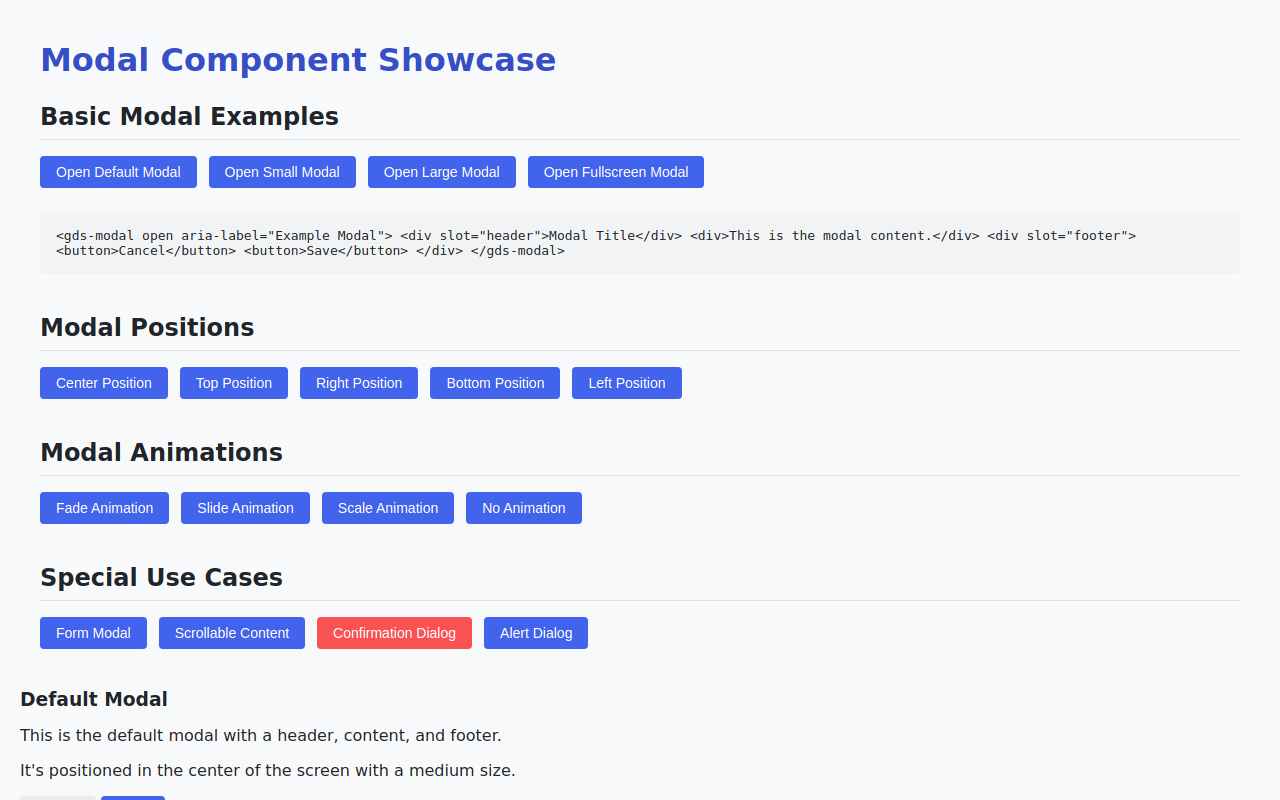 Modal Component Showcase
Basic Modal Examples
Open Default Modal
Open Small Modal
Open Large Modal
Open Fullscreen Modal
<gds-modal open aria-label="Example Modal"> <div slot="header">Modal Title</div> <div>This is the modal content.</div> <div slot="footer">
<button>Cancel</button> <button>Save</button> </div> </gds-modal>
Modal Positions
Center Position
Top Position
Right Position
Bottom Position
Left Position
Modal Animations
Fade Animation
Slide Animation
Scale Animation
No Animation
Special Use Cases
Form Modal
Scrollable Content
Confirmation Dialog
Alert Dialog
Default Modal
This is the default modal with a header, content, and footer.
It's positioned in the center of the screen with a medium size.